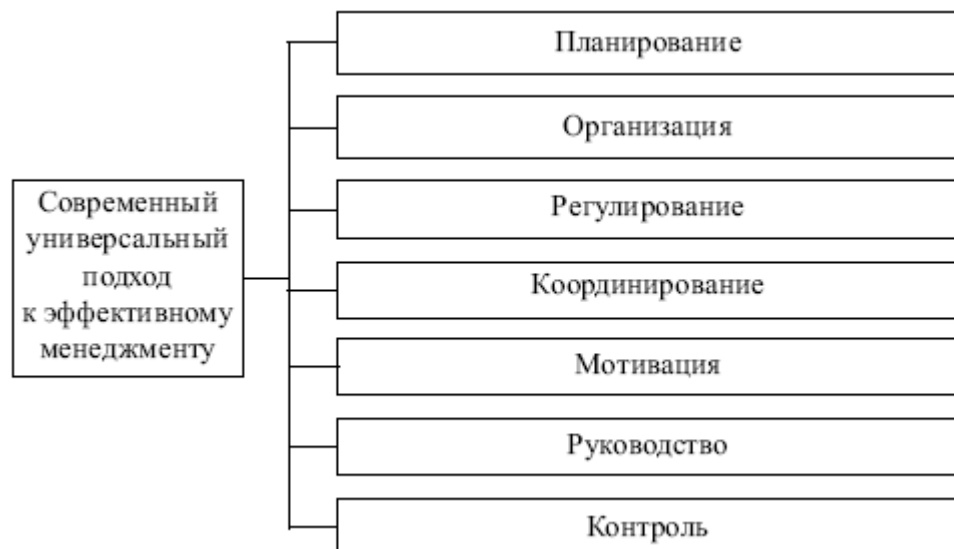 Современный
универсальный
подход
к эффективному
менеджменту
Планирование
Организация
Регулирование
Координирование
Мотивация
Руководство
Контроль